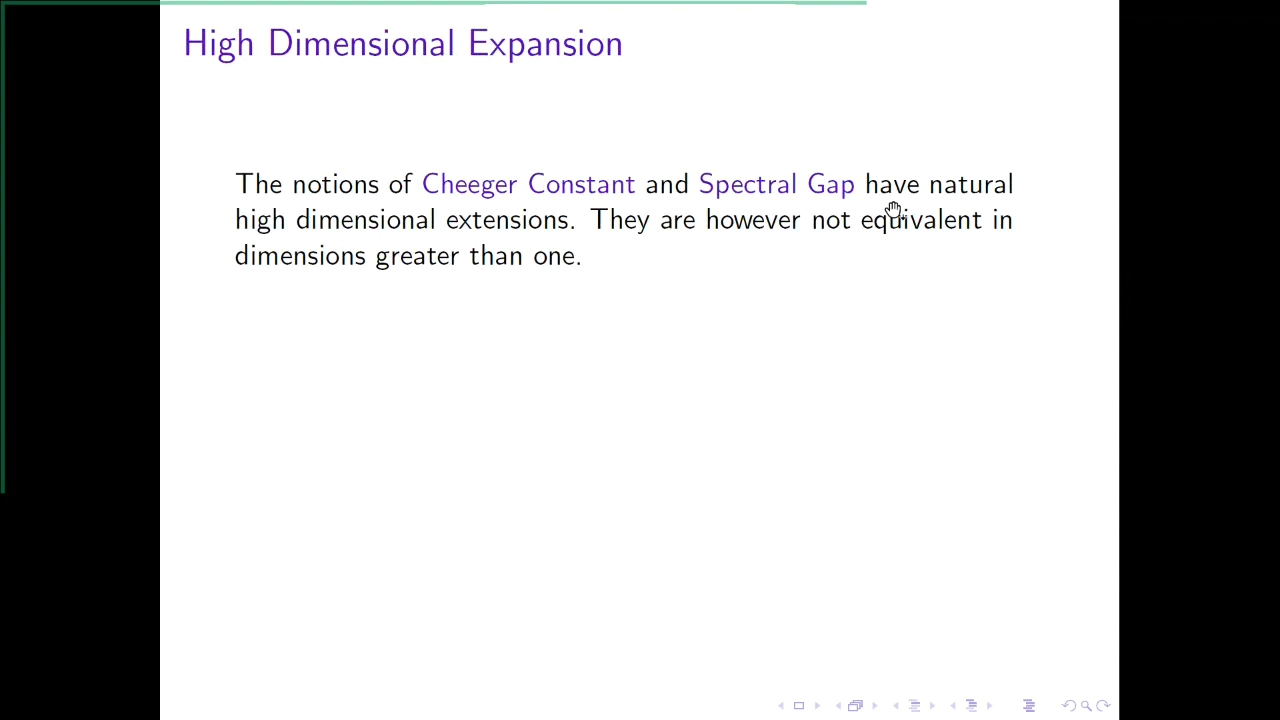 High Dimensional Expansion
The notions of Cheeger Constant and Spectral Gap have natural
high dimensional extensions. They are however not equivalent in
dimensions greater than one.